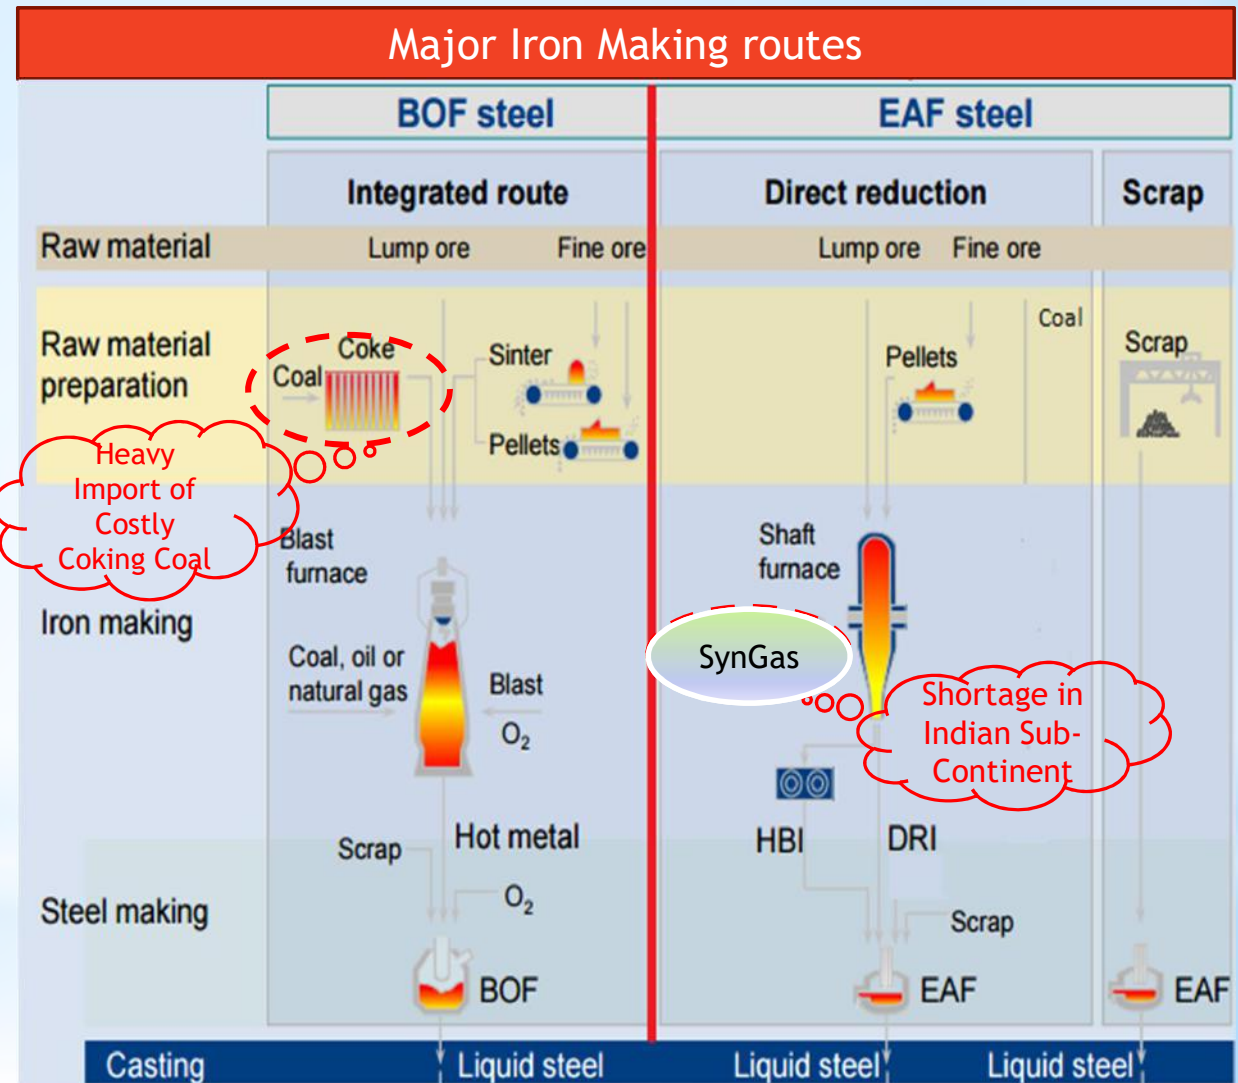 Major Iron Making routes
BOF steel
EAF steel
Integrated route
Direct reduction
Scrap
Raw material
Lump ore
Fine ore
Lump ore
Fine ore
Raw material
preparation
Coal
Coke
Sinter
Pellets
Pellets
Coal
Scrap
Heavy
Import of
Costly
Coking Coal
Iron making
Blast
furnace
Coal, oil or
natural gas
Blast
O₂
Shaft
furnace
SynGas
Shortage in
Indian Sub-
Continent
HBI
DRI
Steel making
Scrap
Hot metal
O₂
BOF
Scrap
EAF
EAF
Casting
Liquid steel
Liquid steel
Liquid steel